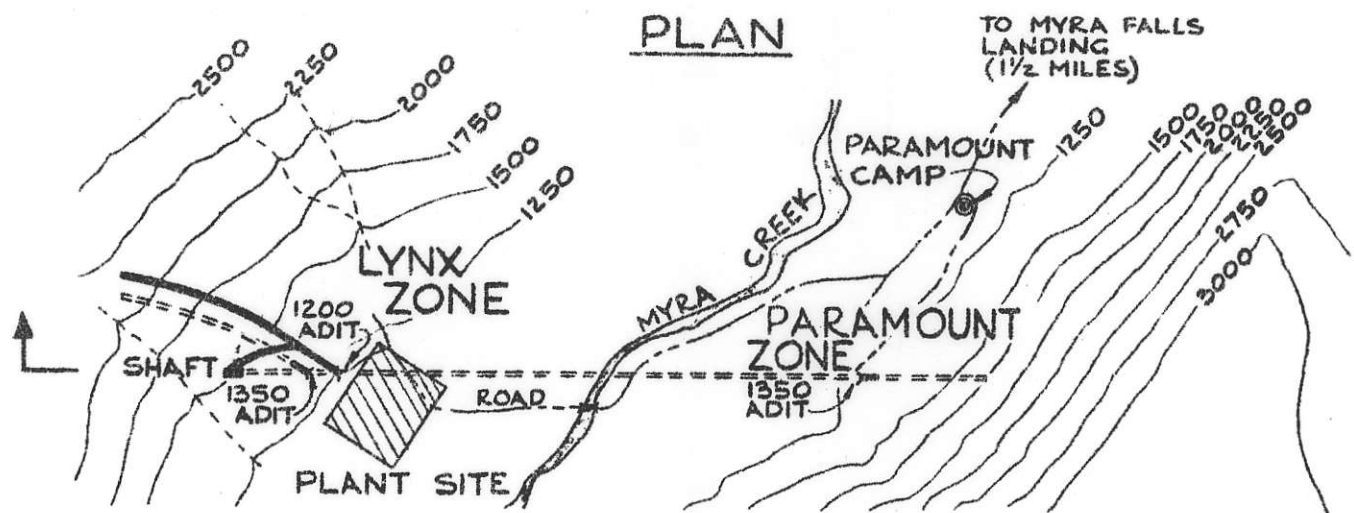 PLAN
TO MYRA FALLS
LANDING
(1½ MILES)
2500
2250
2000
1750
1500
1250
PARAMOUNT
CAMP
1250
1500
1750
2000
2250
2500
2750
3000
LYNX
ZONE
MYRA CREEK
1200
ADIT
PARAMOUNT
ZONE
SHAFT
1350
ADIT
ROAD
1350
ADIT
PLANT SITE